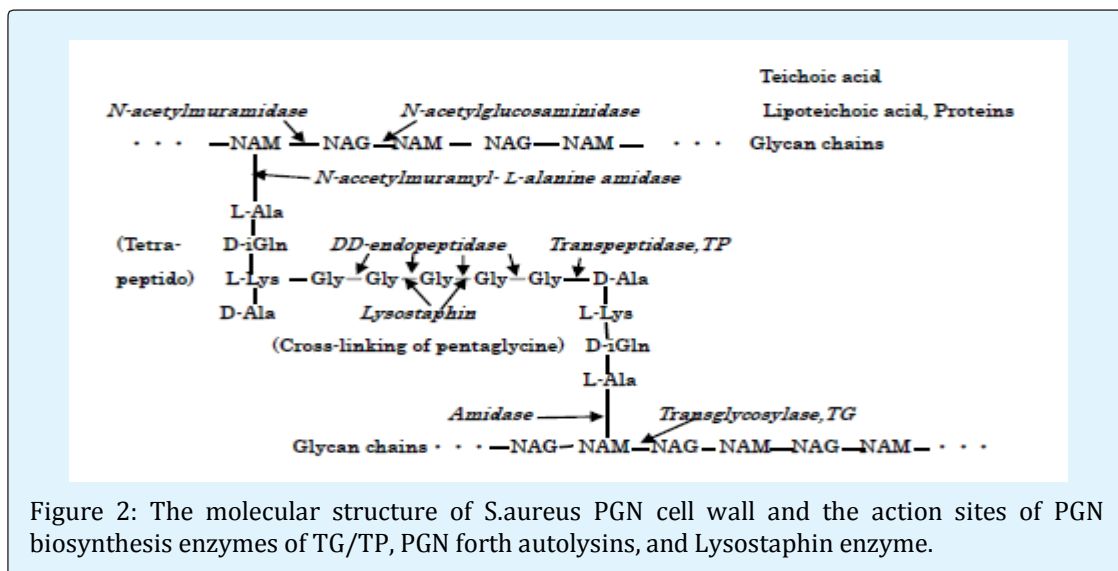 Teichoic acid
N-acetylmuramidase N-acetylglucosaminidase Lipoteichoic acid, Proteins
· · · —NAM—NAG—NAM— NAG—NAM— · · · Glycan chains
N-accetylmuramyl- L-alanine amidase
L-Ala
(Tetra- D-iGln DD-endopeptidase Transpeptidase,TP
peptido) L-Lys —Gly—Gly—Gly—Gly—Gly—D-Ala
D-Ala Lysostaphin L-Lys
(Cross-linking of pentaglycine) D-iGln
L-Ala
Amidase Transglycosylase,TG
Glycan chains · · · —NAG—NAM—NAG—NAM—NAG—NAM— · · ·
Figure 2: The molecular structure of S.aureus PGN cell wall and the action sites of PGN
biosynthesis enzymes of TG/TP, PGN forth autolysins, and Lysostaphin enzyme.